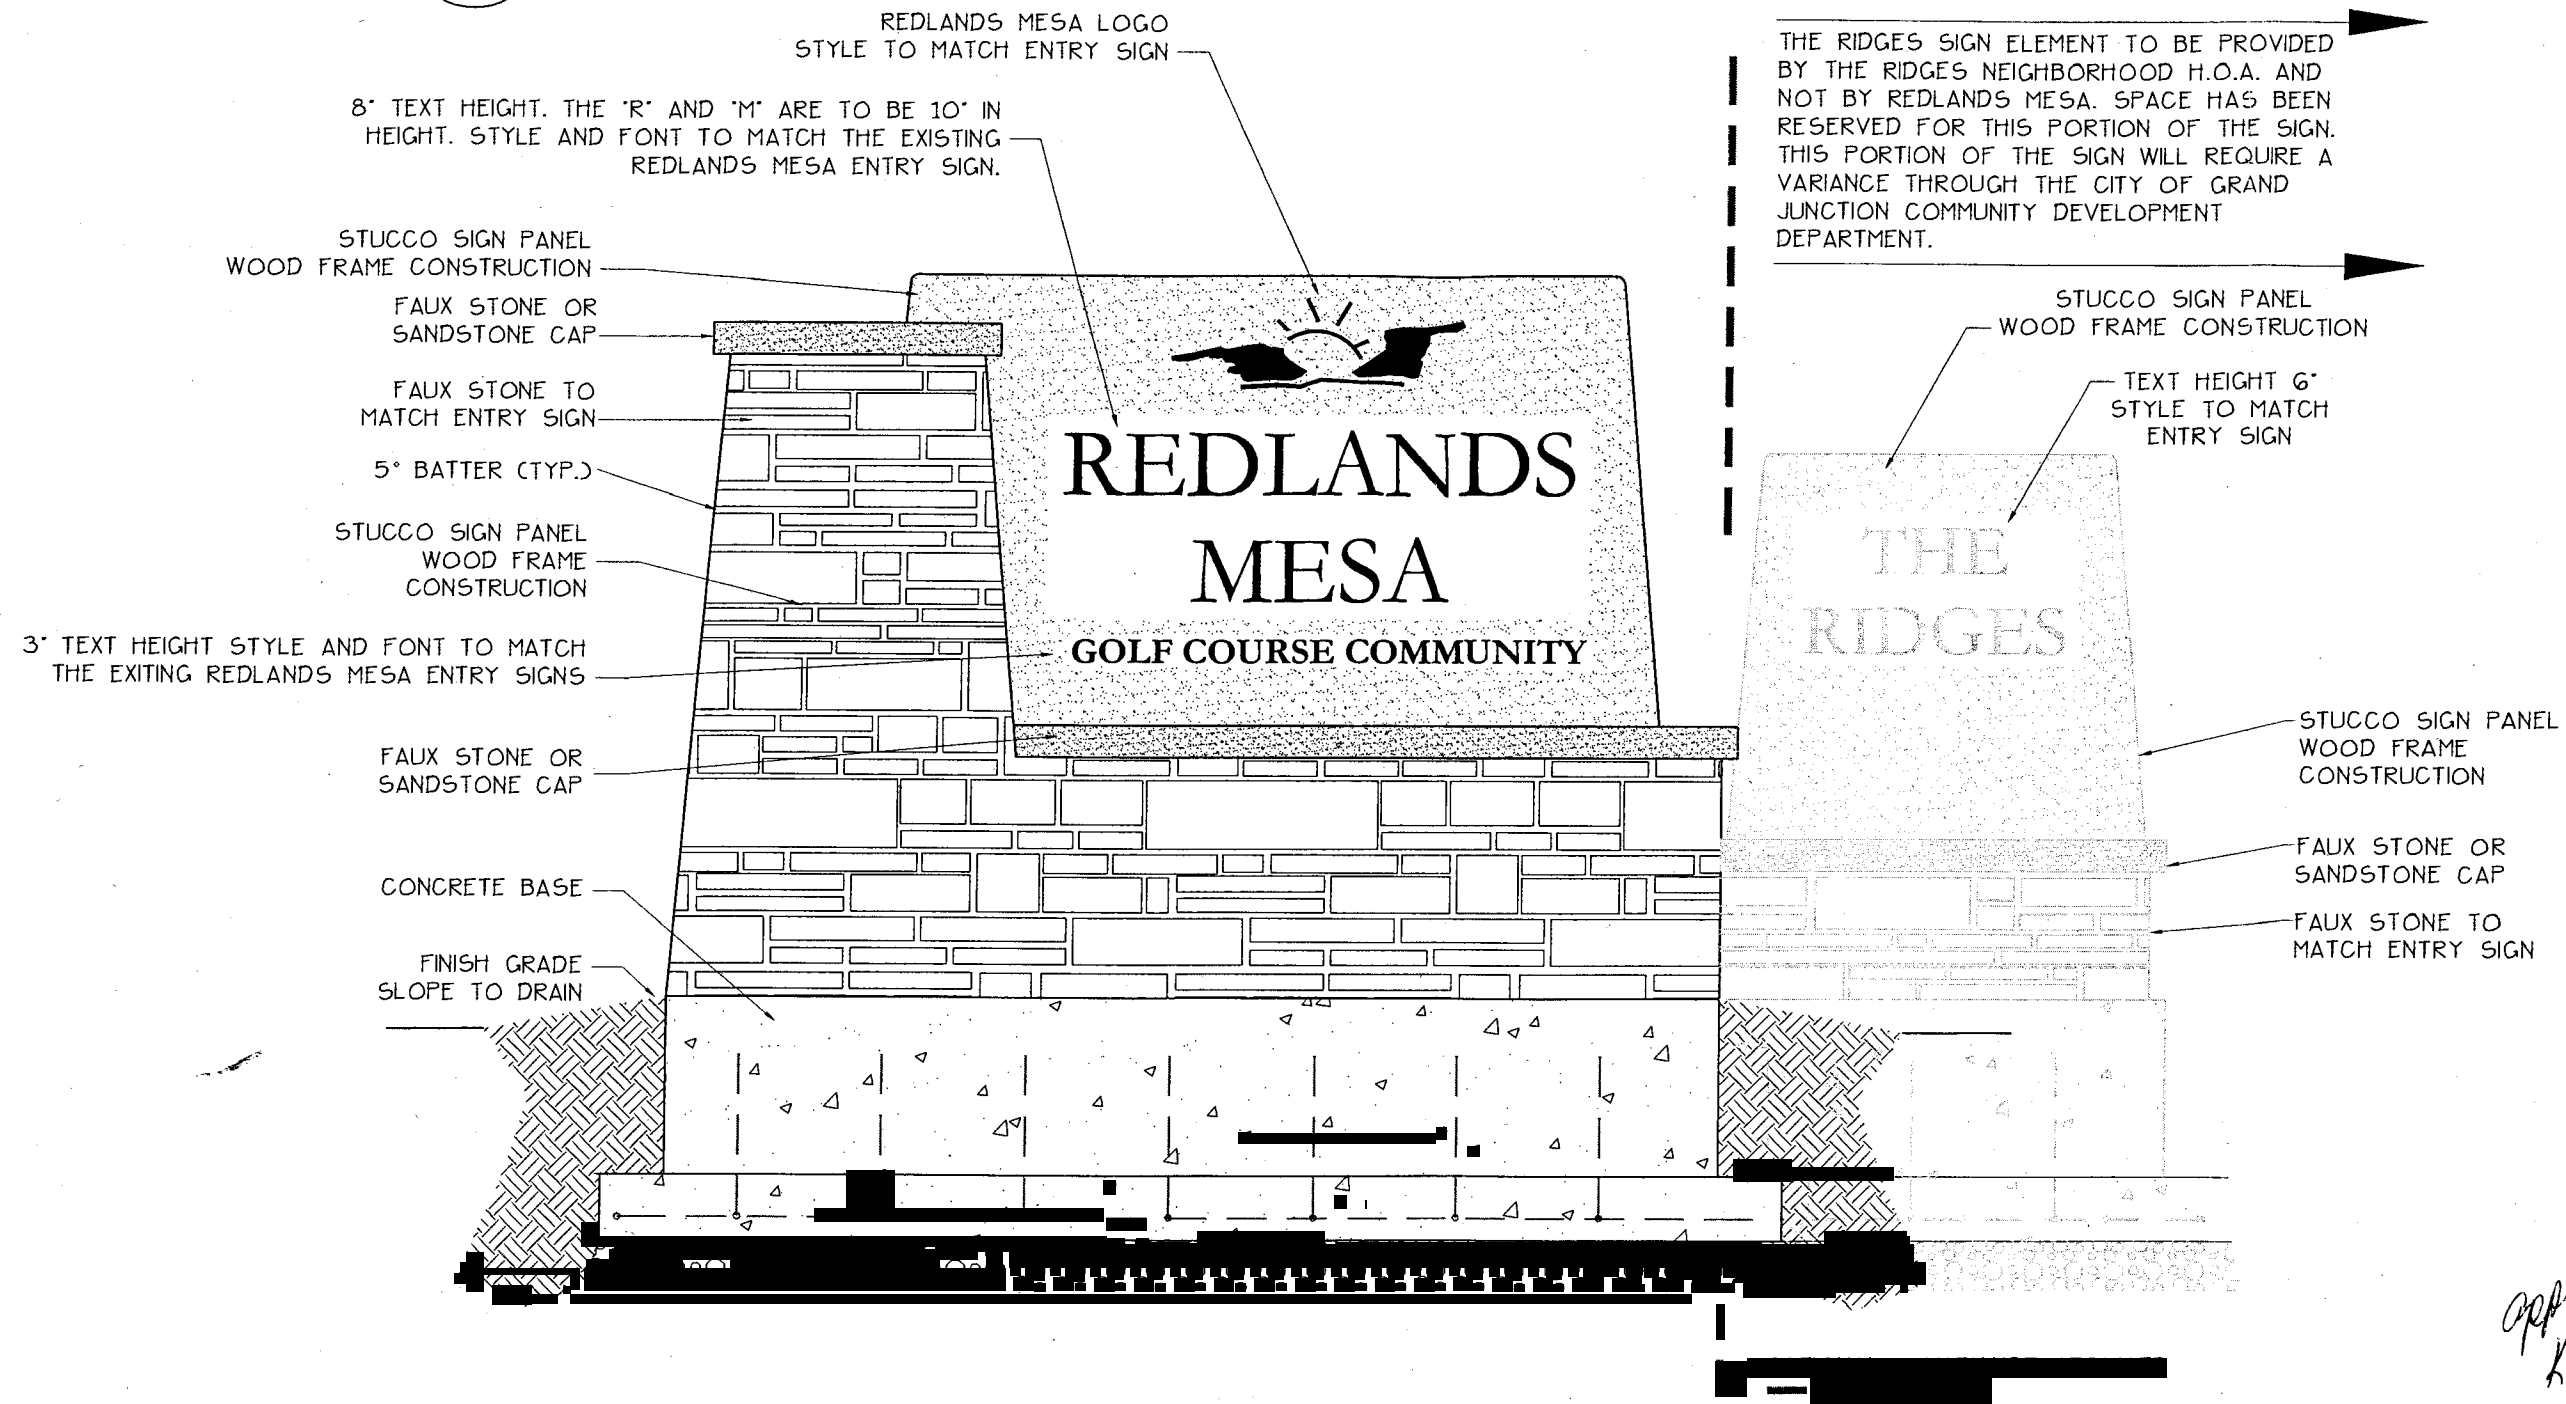 REDLANDS MESA LOGO
STYLE TO MATCH ENTRY SIGN
8" TEXT HEIGHT. THE "R" AND "M" ARE TO BE 10" IN
HEIGHT. STYLE AND FONT TO MATCH THE EXISTING
REDLANDS MESA ENTRY SIGN.
STUCCO SIGN PANEL
WOOD FRAME CONSTRUCTION
FAUX STONE OR
SANDSTONE CAP
FAUX STONE TO
MATCH ENTRY SIGN
5° BATTER (TYP.)
STUCCO SIGN PANEL
WOOD FRAME
CONSTRUCTION
3" TEXT HEIGHT STYLE AND FONT TO MATCH
THE EXITING REDLANDS MESA ENTRY SIGNS
FAUX STONE OR
SANDSTONE CAP
CONCRETE BASE
FINISH GRADE
SLOPE TO DRAIN
REDLANDS
MESA
GOLF COURSE COMMUNITY
THE RIDGES SIGN ELEMENT TO BE PROVIDED
BY THE RIDGES NEIGHBORHOOD H.O.A. AND
NOT BY REDLANDS MESA. SPACE HAS BEEN
RESERVED FOR THIS PORTION OF THE SIGN.
THIS PORTION OF THE SIGN WILL REQUIRE A
VARIANCE THROUGH THE CITY OF GRAND
JUNCTION COMMUNITY DEVELOPMENT
DEPARTMENT.
STUCCO SIGN PANEL
WOOD FRAME CONSTRUCTION
TEXT HEIGHT 6"
STYLE TO MATCH
ENTRY SIGN
THE
RIDGES
STUCCO SIGN PANEL
WOOD FRAME
CONSTRUCTION
FAUX STONE OR
SANDSTONE CAP
FAUX STONE TO
MATCH ENTRY SIGN